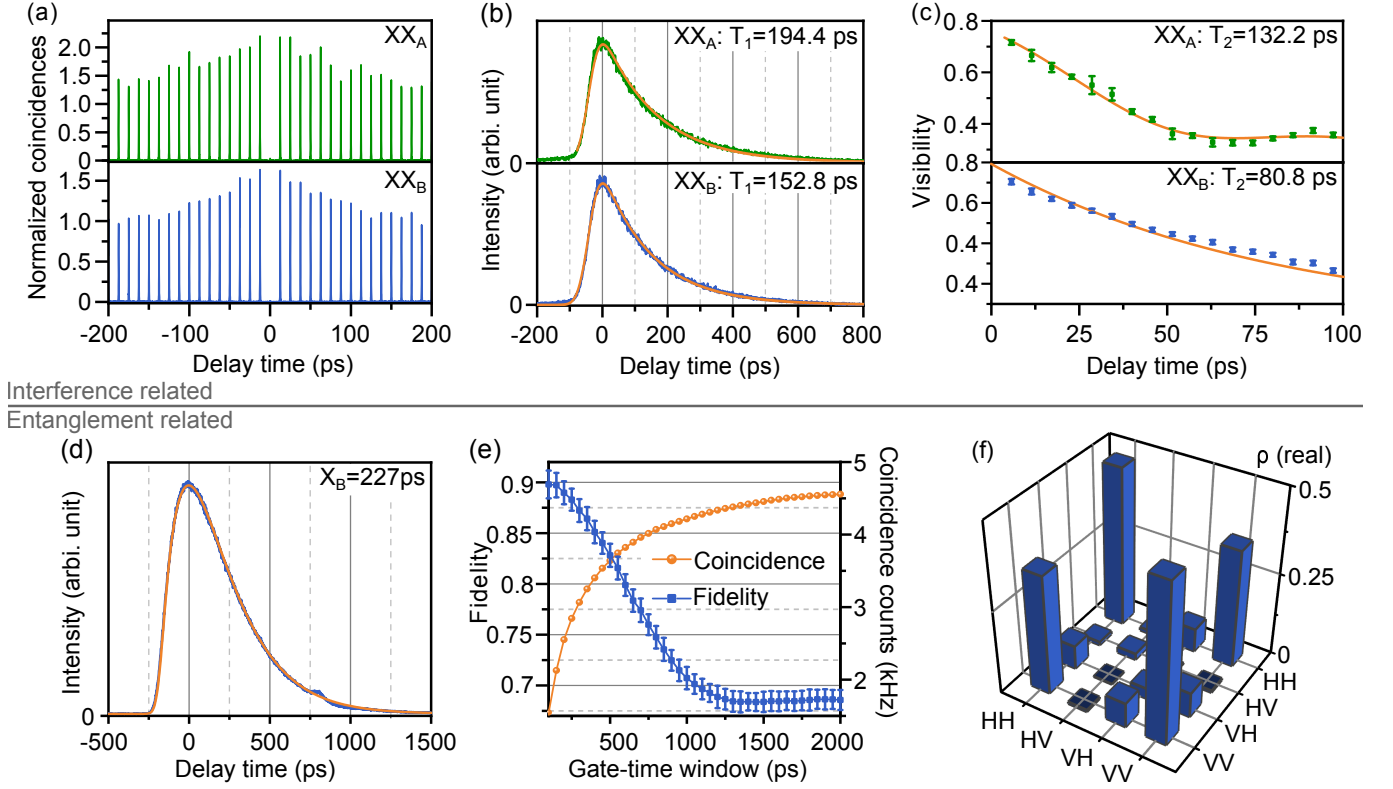 (a)
Normalized coincidences
2.0
1.5
1.0
0.5
0
XX_A
1.5
1.0
0.5
0
XX_B
-200 -100 0 100 200
Delay time (ps)
(b)
Intensity (arbi. unit)
XX_A: T_1=194.4 ps
0
XX_B: T_1=152.8 ps
0
-200 0 200 400 600 800
Delay time (ps)
(c)
Visibility
0.8
0.6
0.4
XX_A: T_2=132.2 ps
0.8
0.6
0.4
0.4
XX_B: T_2=80.8 ps
0 25 50 75 100
Delay time (ps)
Interference related
Entanglement related
(d)
Intensity (arbi. unit)
X_B=227ps
0
-500 0 500 1000 1500
Delay time (ps)
(e)
Fidelity
0.9
0.85
0.8
0.75
0.7
Coincidence
Fidelity
5
4
3
2
Coincidence counts (kHz)
500 1000 1500 2000
Gate-time window (ps)
(f)
ρ (real)
0.5
0.25
0
HH
HV
VH
VV
HH
HV
VH
VV